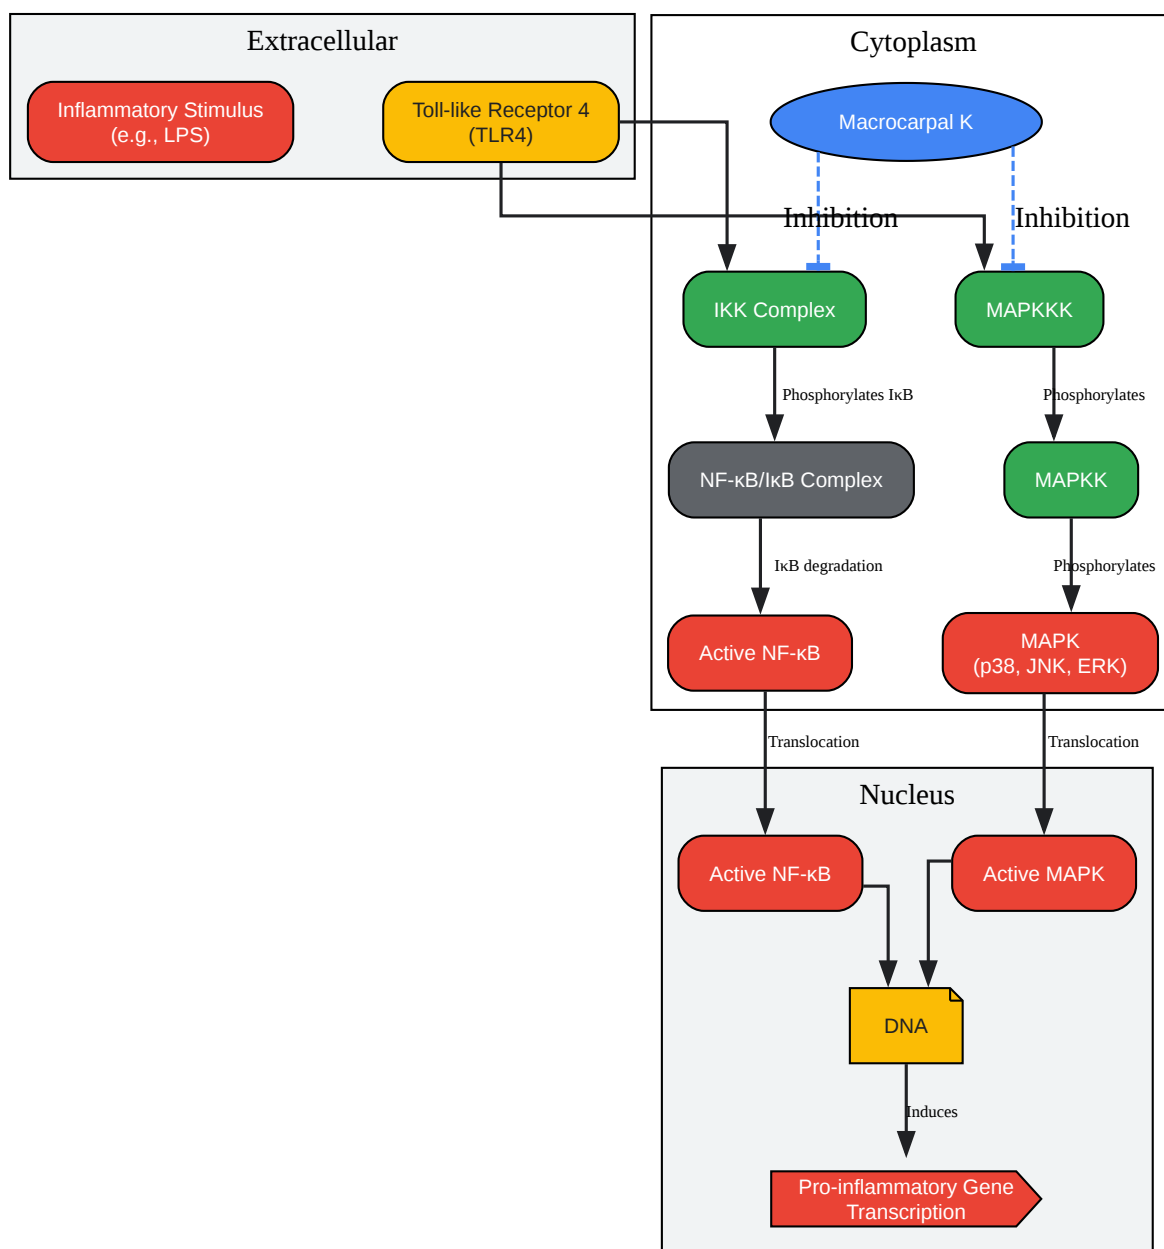 Extracellular
Inflammatory Stimulus
(e.g., LPS)
Toll-like Receptor 4
(TLR4)
Cytoplasm
Macrocarpal K
Inhibition
Inhibition
IKK Complex
MAPKKK
Phosphorylates IκB
Phosphorylates
NF-κB/IκB Complex
MAPKK
IκB degradation
Phosphorylates
Active NF-κB
MAPK
(p38, JNK, ERK)
Translocation
Translocation
Nucleus
Active NF-κB
Active MAPK
DNA
Induces
Pro-inflammatory Gene
Transcription